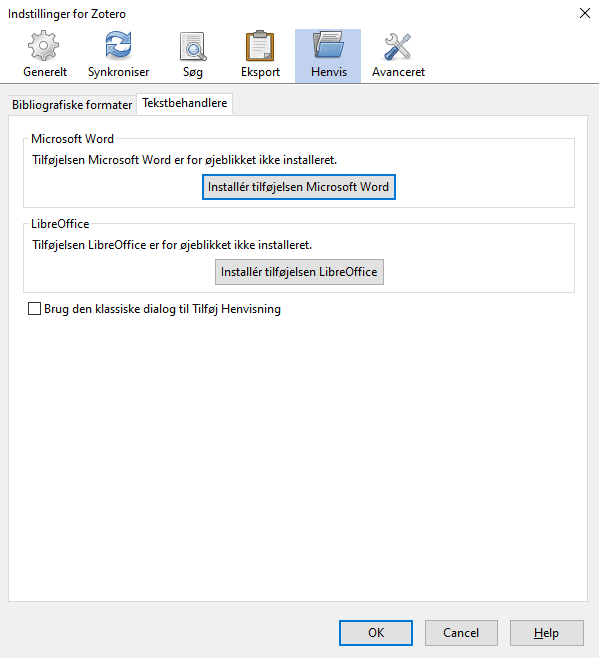 Indstillinger for Zotero
Generelt Synkroniser Søg Eksport Henvis Avanceret
Bibliografiske formater Tekstbehandlere
Microsoft Word
Tilføjelsen Microsoft Word er for øjeblikket ikke installeret.
Installér tilføjelsen Microsoft Word
LibreOffice
Tilføjelsen LibreOffice er for øjeblikket ikke installeret.
Installér tilføjelsen LibreOffice
Brug den klassiske dialog til Tilføj Henvisning
OK Cancel Help